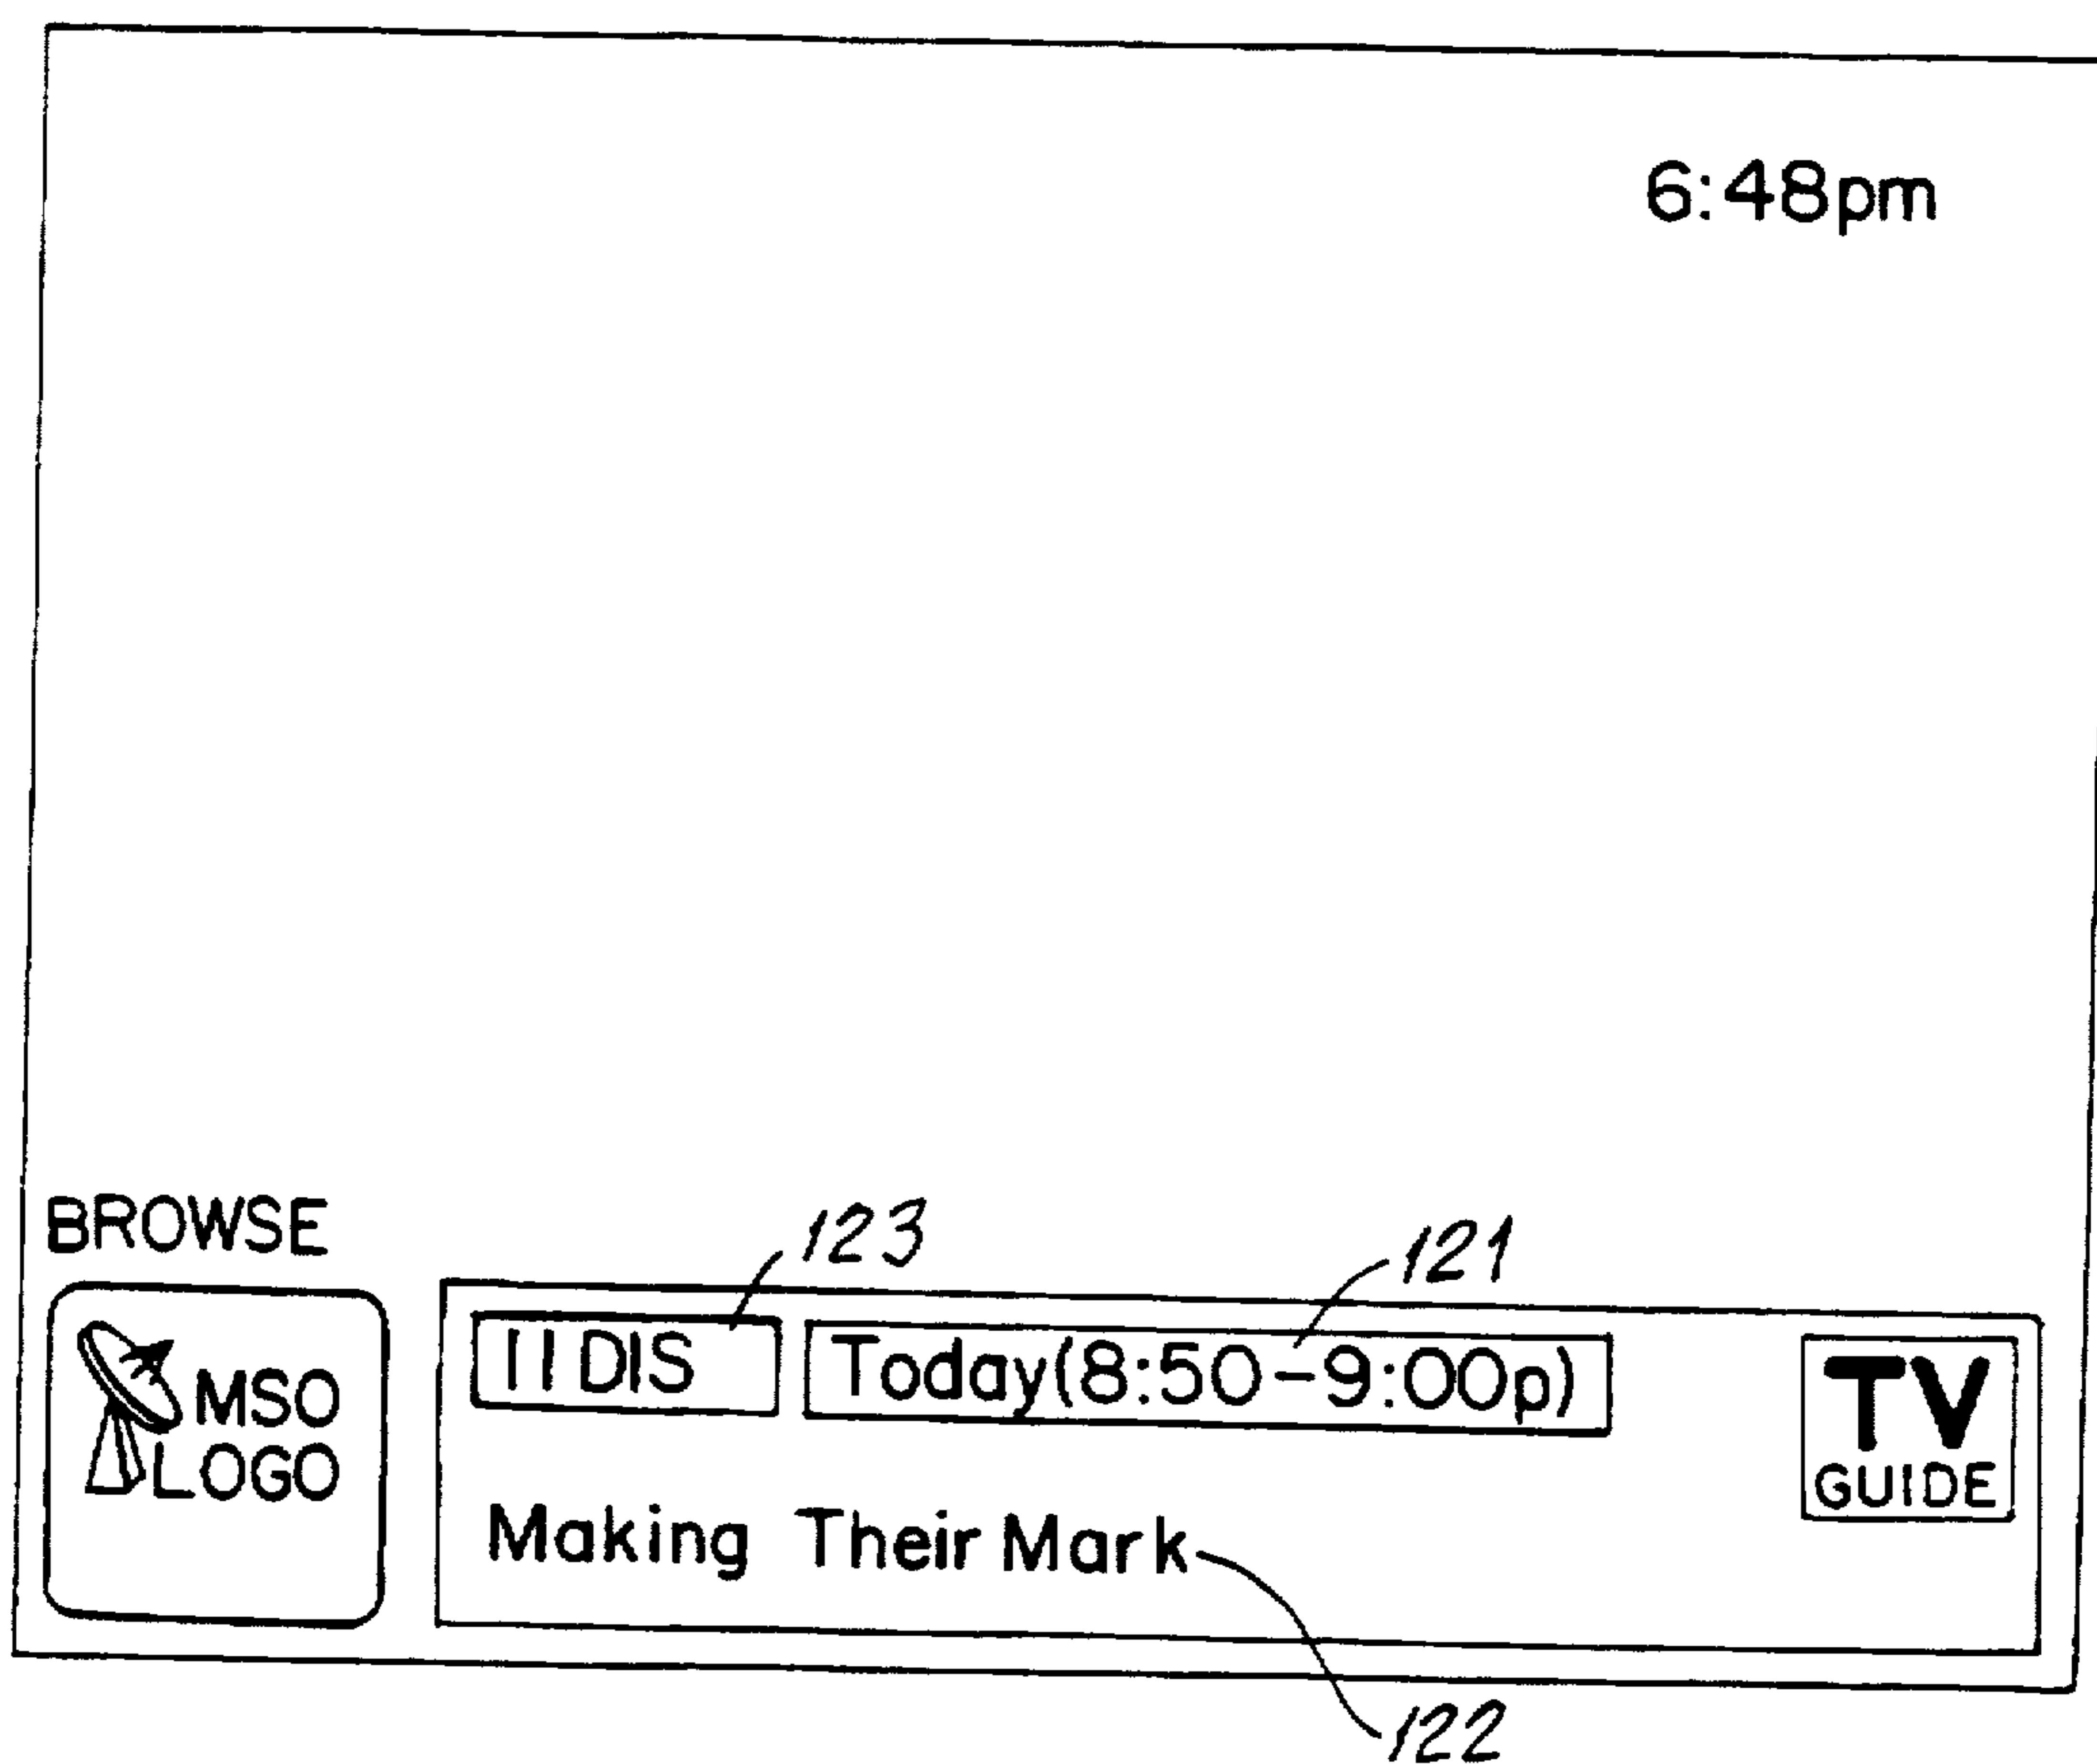 6:48pm
BROWSE
123
121
11 DIS
Today(8:50-9:00p)
TV
GUIDE
MSO
LOGO
Making Their Mark
122